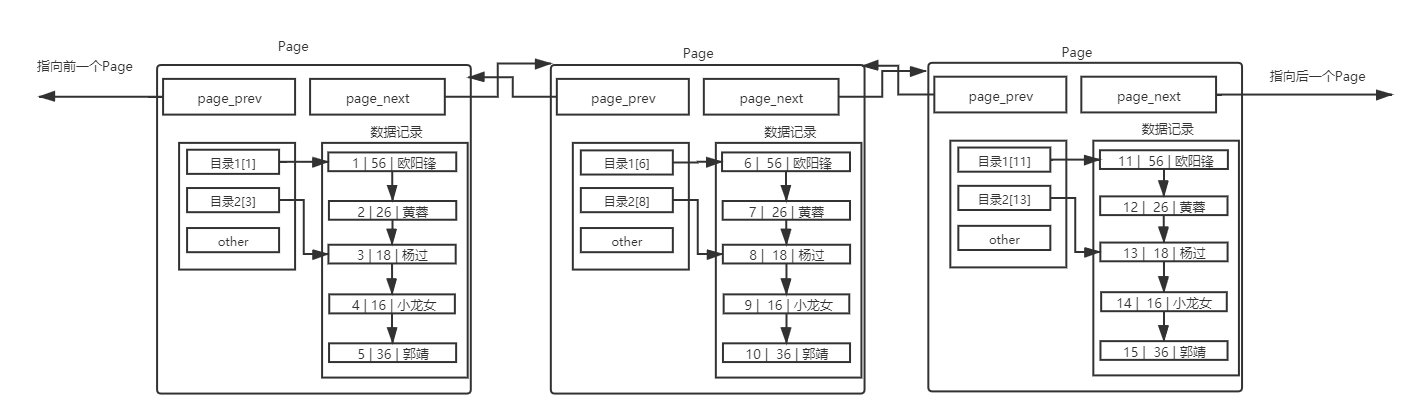 Page
Page
Page
指向前一个Page
指向后一个Page
page_prev
page_next
page_prev
page_next
page_prev
page_next
数据记录
目录1[1]
目录2[3]
other
1 | 56 | 欧阳锋
2 | 26 | 黄蓉
3 | 18 | 杨过
4 | 16 | 小龙女
5 | 36 | 郭靖
数据记录
目录1[6]
目录2[8]
other
6 | 56 | 欧阳锋
7 | 26 | 黄蓉
8 | 18 | 杨过
9 | 16 | 小龙女
10 | 36 | 郭靖
数据记录
目录1[11]
目录2[13]
other
11 | 56 | 欧阳锋
12 | 26 | 黄蓉
13 | 18 | 杨过
14 | 16 | 小龙女
15 | 36 | 郭靖